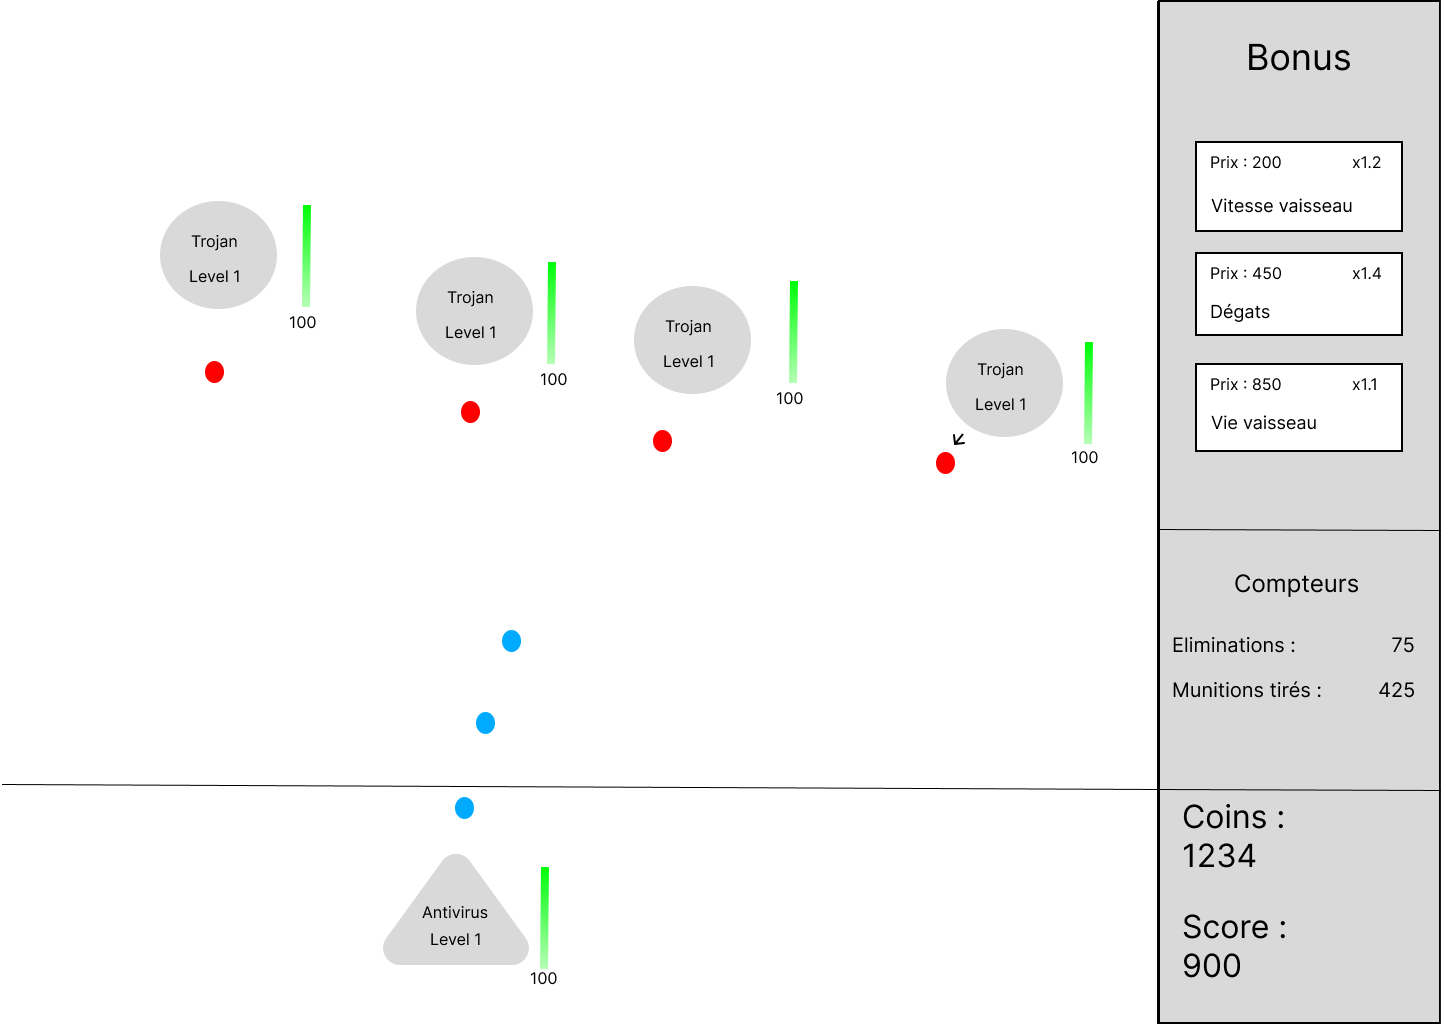 Trojan
Level 1
100
Trojan
Level 1
100
Trojan
Level 1
100
Trojan
Level 1
100
Antivirus
Level 1
100
Bonus
Prix : 200 x1.2
Vitesse vaisseau
Prix : 450 x1.4
Dégats
Prix : 850 x1.1
Vie vaisseau
Compteurs
Eliminations : 75
Munitions tirés : 425
Coins :
1234
Score :
900